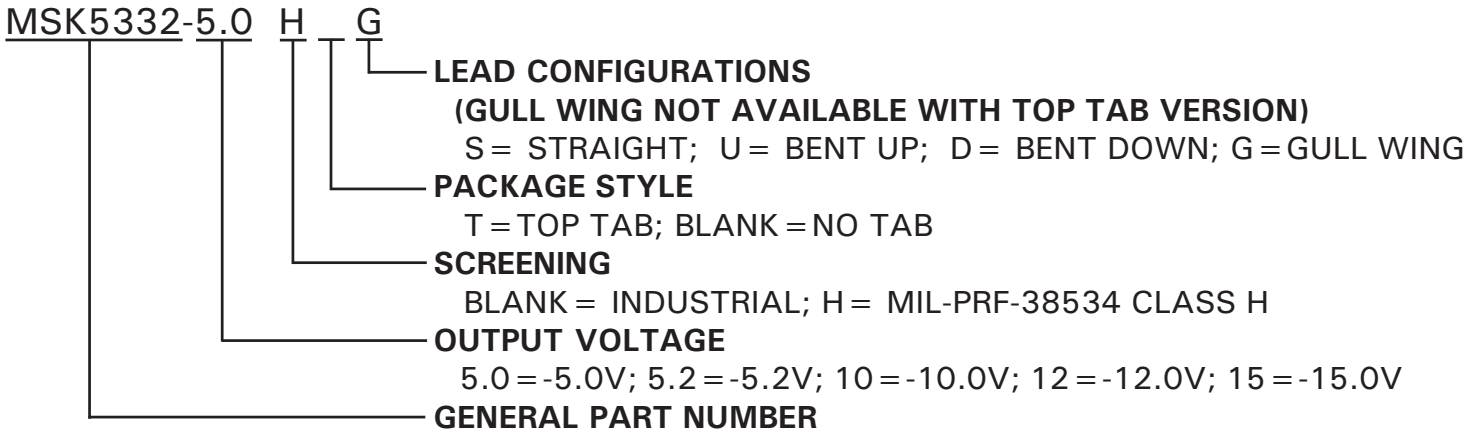 MSK5332-5.0 H _ G
LEAD CONFIGURATIONS
(GULL WING NOT AVAILABLE WITH TOP TAB VERSION)
S= STRAIGHT; U= BENT UP; D= BENT DOWN; G=GULL WING
PACKAGE STYLE
T=TOP TAB; BLANK=NO TAB
SCREENING
BLANK= INDUSTRIAL; H= MIL-PRF-38534 CLASS H
OUTPUT VOLTAGE
5.0=-5.0V; 5.2=-5.2V; 10=-10.0V; 12=-12.0V; 15=-15.0V
GENERAL PART NUMBER